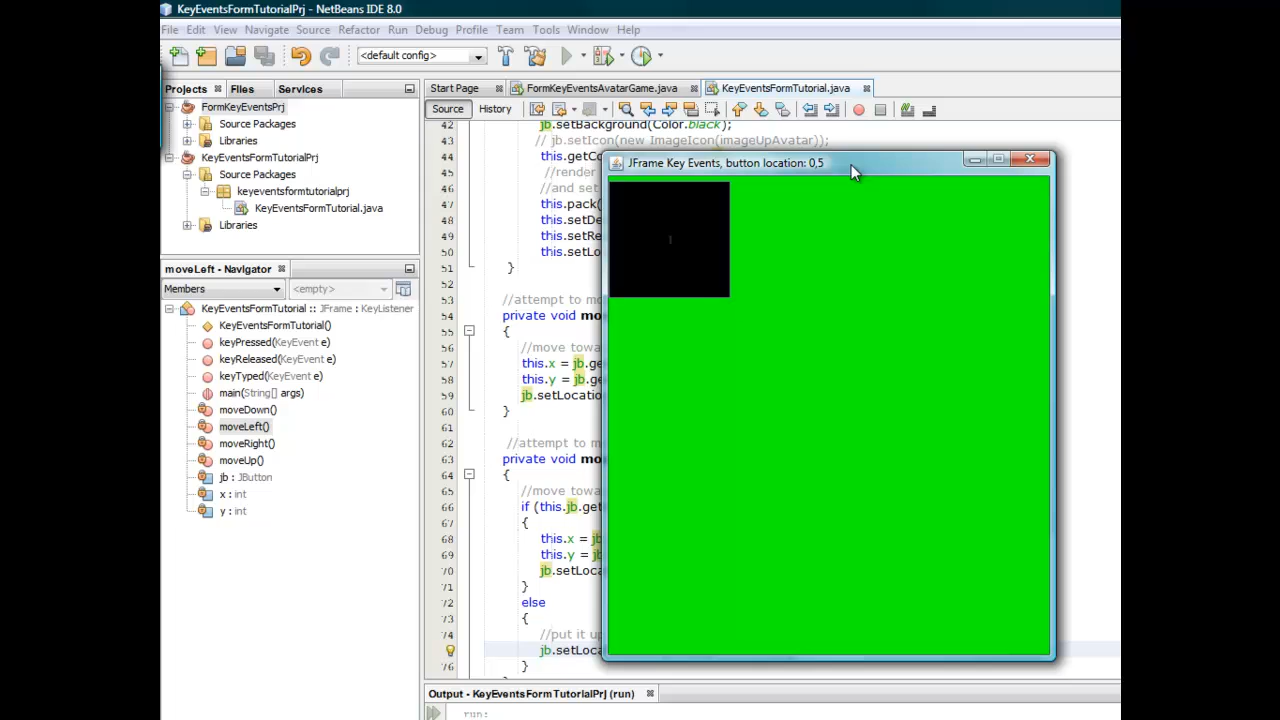 KeyEventsFormTutorialPrj - NetBeans IDE 8.0
File Edit View Navigate Source Refactor Run Debug Profile Team Tools Window Help
<default config>
Projects Files Services
Start Page FormKeyEventsAvatarGame.java KeyEventsFormTutorial.java
Source History
FormKeyEventsPrj
Source Packages
Libraries
KeyEventsFormTutorialPrj
Source Packages
keyeventsformtutorialprj
KeyEventsFormTutorial.java
Libraries
moveLeft - Navigator
Members <empty>
KeyEventsFormTutorial :: JFrame : KeyListener
KeyEventsFormTutorial()
keyPressed(KeyEvent e)
keyReleased(KeyEvent e)
keyTyped(KeyEvent e)
main(String[] args)
moveDown()
moveLeft()
moveRight()
moveUp()
jb : JButton
x : int
y : int
42 jb.setBackground(Color.black);
43 // jb.setIcon(new ImageIcon(imageUpAvatar));
44 this.getCo
45 //render
46 //and set
47 this.pack(
48 this.setDe
49 this.setRe
50 this.setLo
51 }
52
53 //attempt to mo
54 private void mo
55 {
56 //move towa
57 this.x = jb.ge
58 this.y = jb.ge
59 jb.setLocatio
60 }
61
62 //attempt to m
63 private void mo
64 {
65 //move towa
66 if (this.jb.get
67 {
68 this.x = jb
69 this.y = jb
70 jb.setLoca
71 }
72 else
73 {
74 //put it up
jb.setLoca
76 }
JFrame Key Events, button location: 0,5
Output - KeyEventsFormTutorialPrj (run)
run: